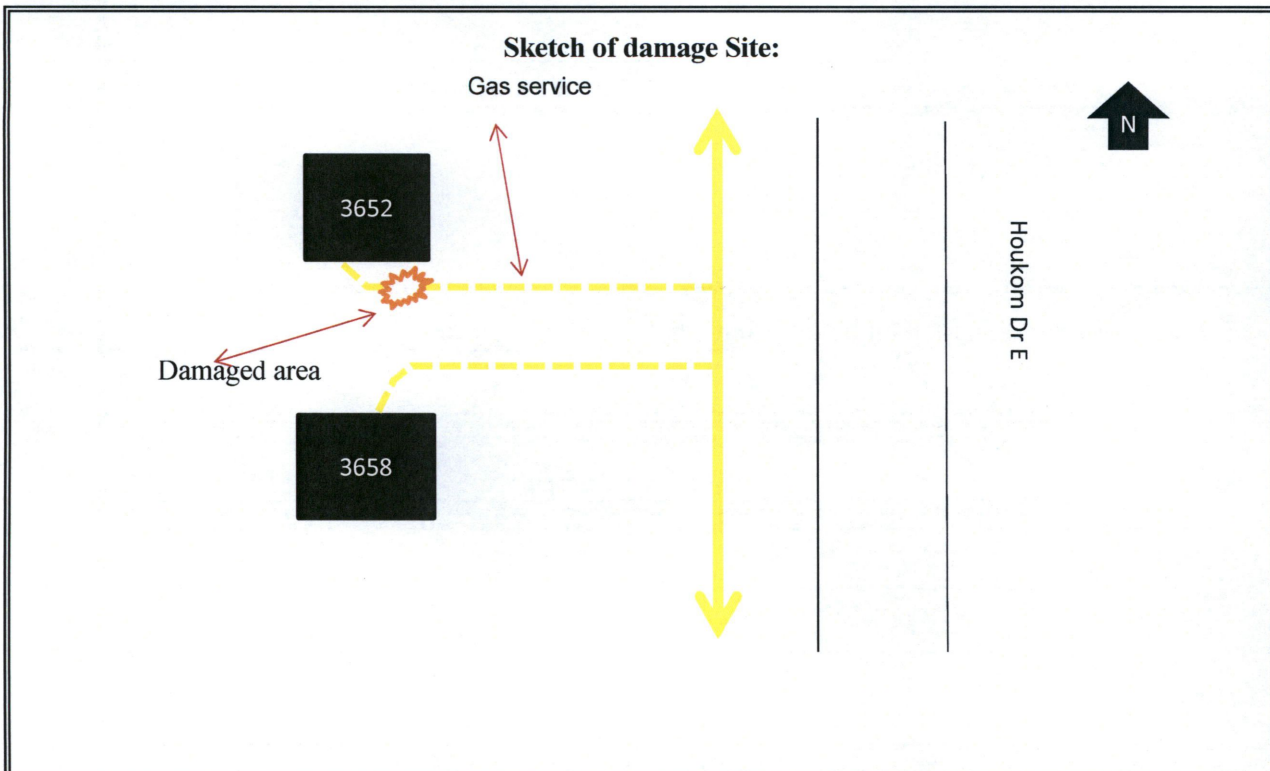 Sketch of damage Site:
Gas service
N
3652
Houkom Dr E
Damaged area
3658